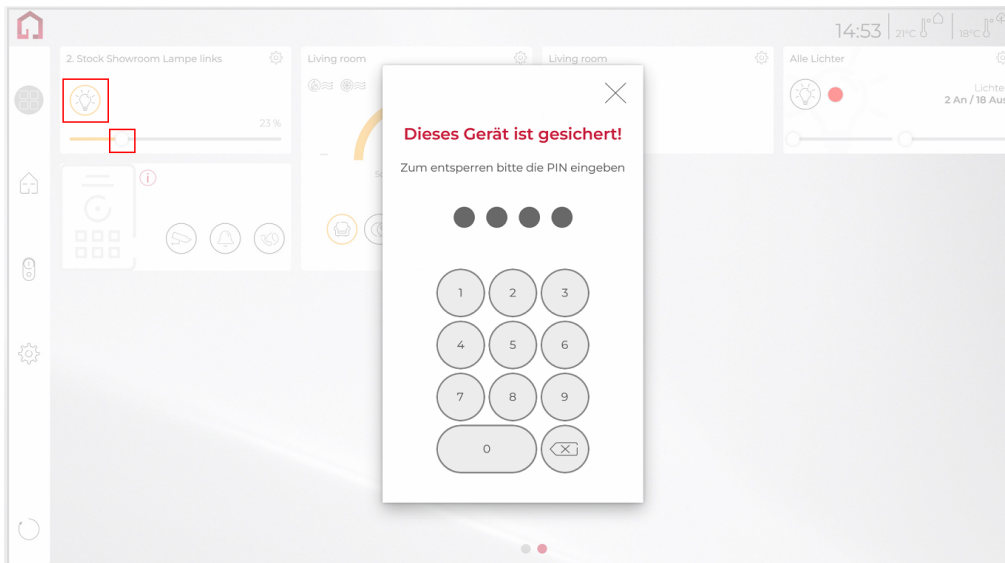 14:53
21°C
18°C
2. Stock Showroom Lampe links
Living room
Living room
Alle Lichter
23 %
2 An / 18 Aus
Dieses Gerät ist gesichert!
Zum entsperren bitte die PIN eingeben
1
2
3
4
5
6
7
8
9
0